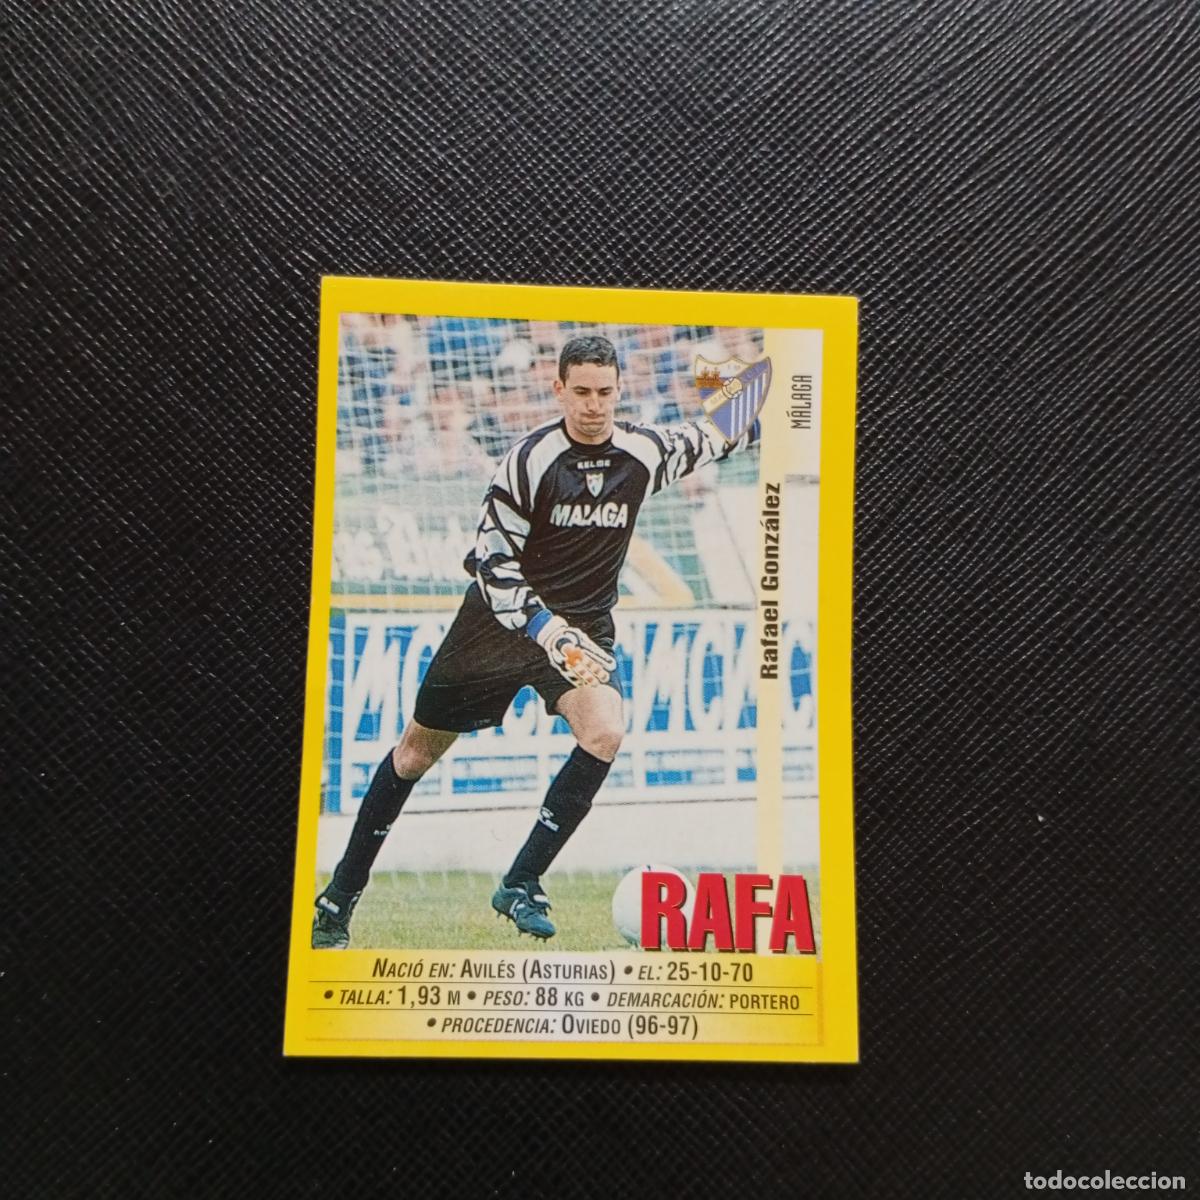 MÁLAGA
KELME
MALAGA
Rafael González
RAFA
NACIÓ EN: AVILÉS (ASTURIAS) • EL: 25-10-70
• TALLA: 1,93 M • PESO: 88 KG • DEMARCACIÓN: PORTERO
• PROCEDENCIA: OVIEDO (96-97)
todocoleccion